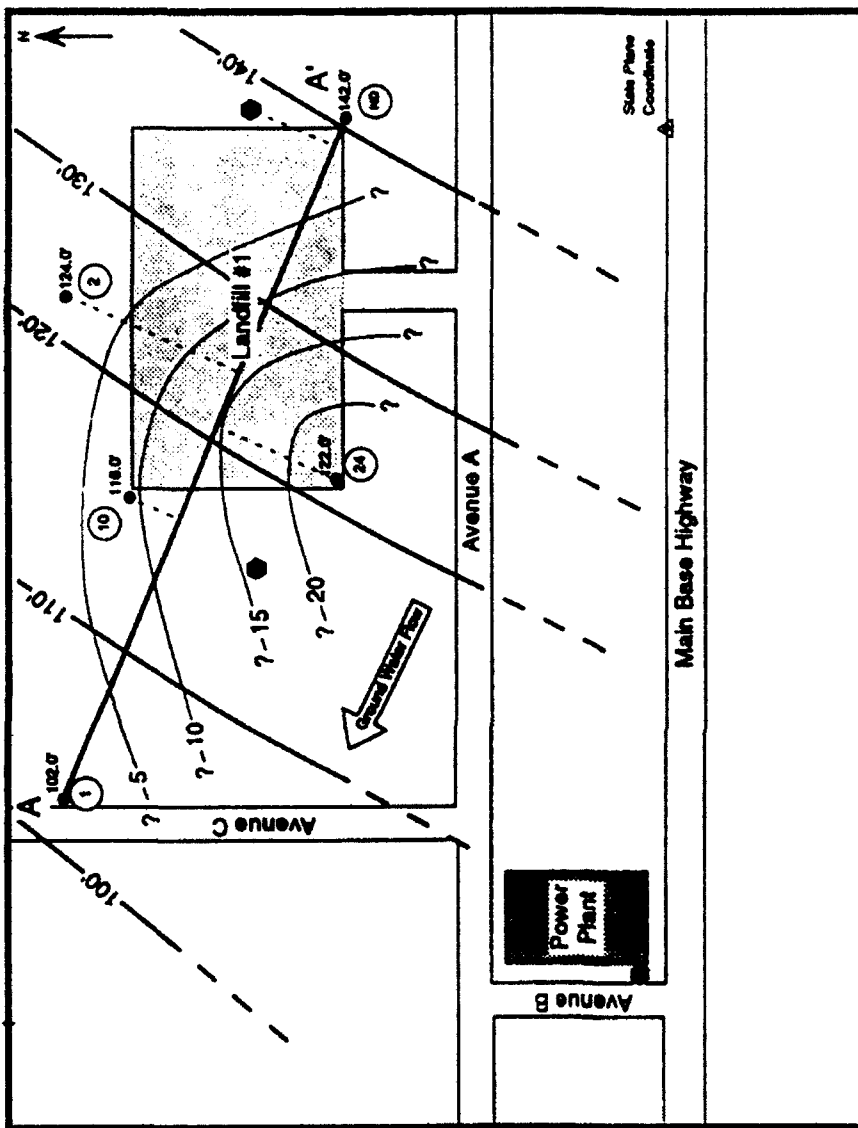 N
140'
A'
142.0'
ND
130'
State Plane
Coordinate
124.0'
2
120'
Landfill #1
?
?
?
?
116.0'
10
122.0'
24
110'
? – 15
? – 20
Ground Water Flow
Avenue A
Main Base Highway
A
102.0'
1
? – 5
? – 10
Avenue C
100'
Power
Plant
Avenue B